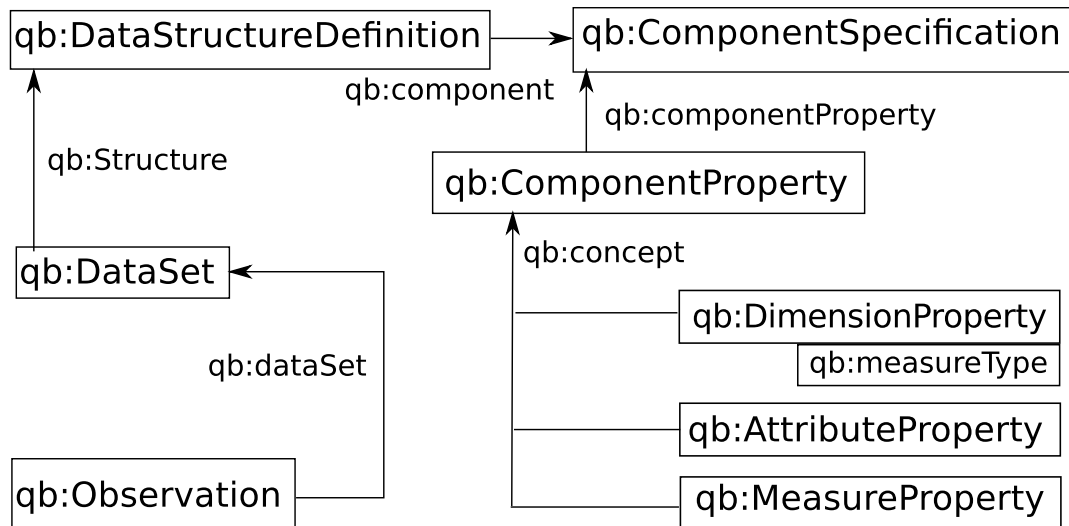 qb:DataStructureDefinition
qb:ComponentSpecification
qb:component
qb:componentProperty
qb:Structure
qb:ComponentProperty
qb:concept
qb:DataSet
qb:DimensionProperty
qb:measureType
qb:dataSet
qb:AttributeProperty
qb:Observation
qb:MeasureProperty